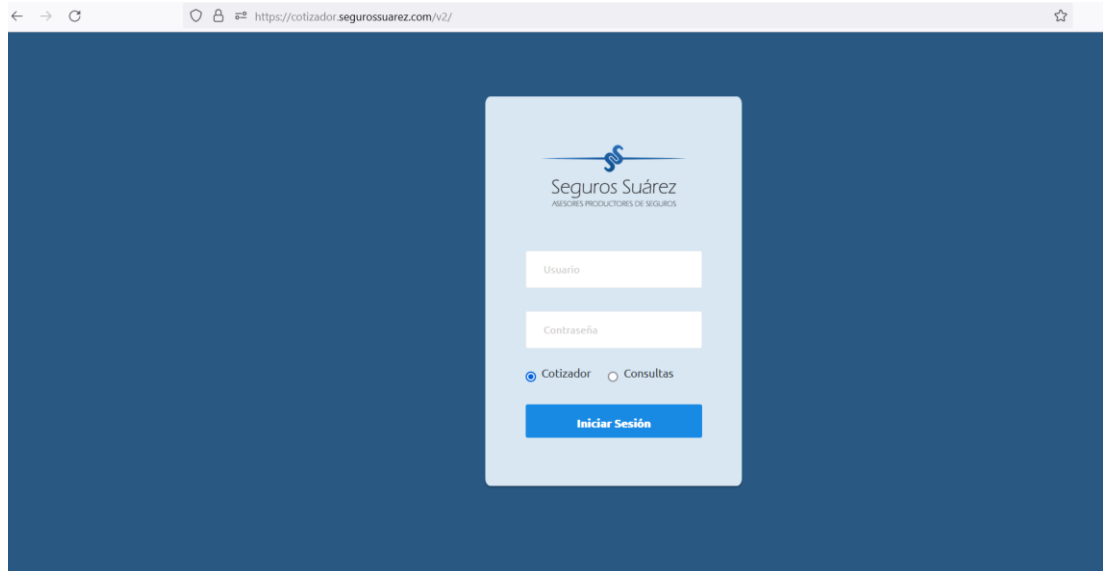 https://cotizador.segurossuarez.com/v2/
Seguros Suárez
ASESORES PRODUCTORES DE SEGUROS
Usuario
Contraseña
Cotizador Consultas
Iniciar Sesión